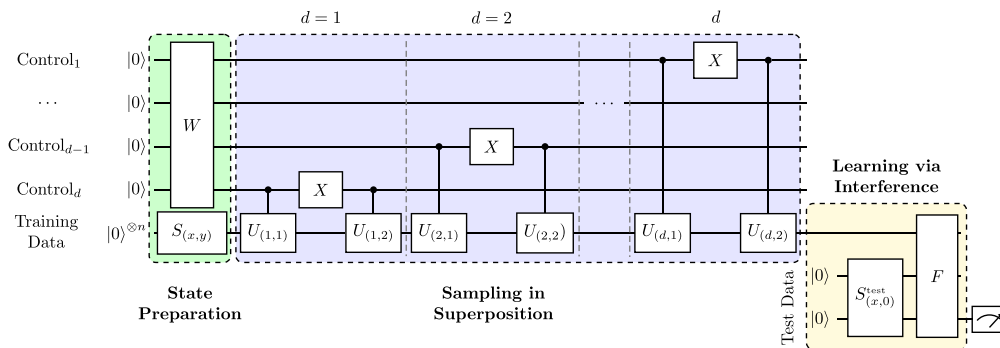 d = 1 d = 2 d
Control₁ |0⟩ X
... |0⟩ ...
W
Control_{d−1} |0⟩ X
Control_d |0⟩ X
Training
Data |0⟩^{⊗n} S_{(x,y)} U_{(1,1)} U_{(1,2)} U_{(2,1)} U_{(2,2)} U_{(d,1)} U_{(d,2)}
Learning via
Interference
State
Preparation
Sampling in
Superposition
Test Data
|0⟩
|0⟩
S^{test}_{(x,0)}
F